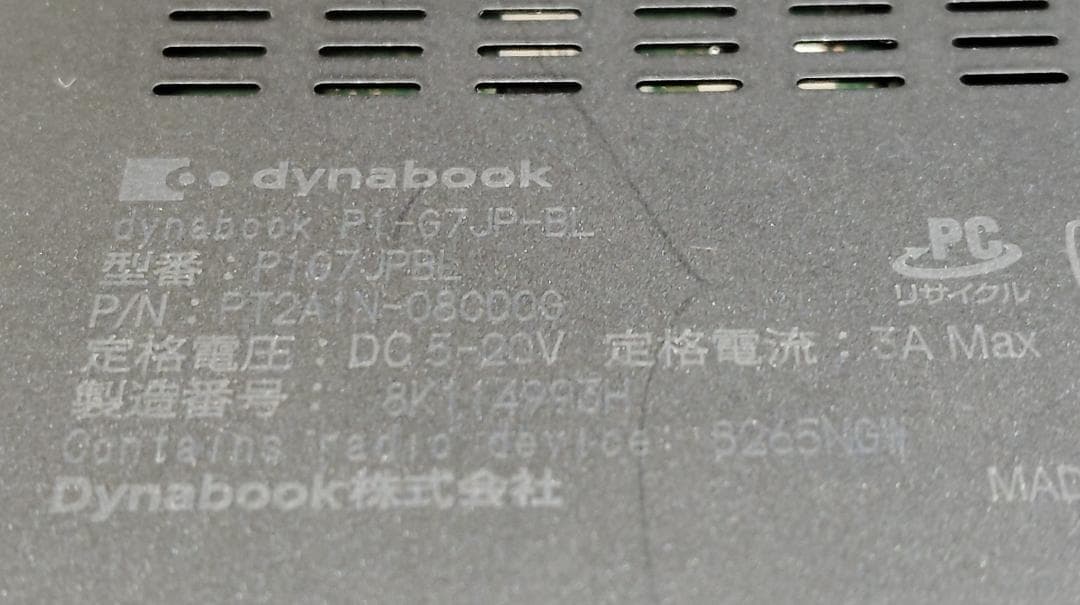 dynabook
dynabook P1-G7JP-BL
PC
リサイクル
型番：P1G7JPBL
P/N：PT2A1N-08C0CG
定格電圧：DC 5-20V 定格電流：3A Max
製造番号： 8K114993H
Contains radio device: 8265NGW
Dynabook株式会社
MAD